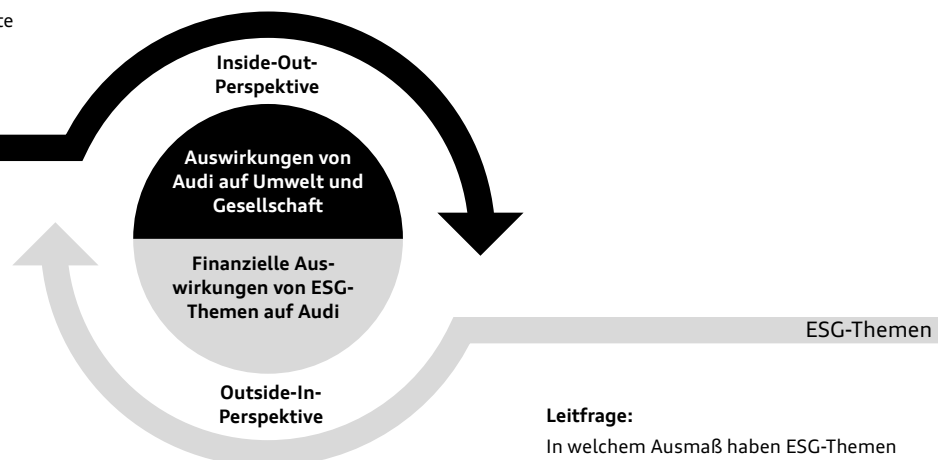 Inside-Out-
Perspektive
Auswirkungen von
Audi auf Umwelt und
Gesellschaft
Finanzielle Aus-
wirkungen von ESG-
Themen auf Audi
ESG-Themen
Outside-In-
Perspektive
Leitfrage:
In welchem Ausmaß haben ESG-Themen